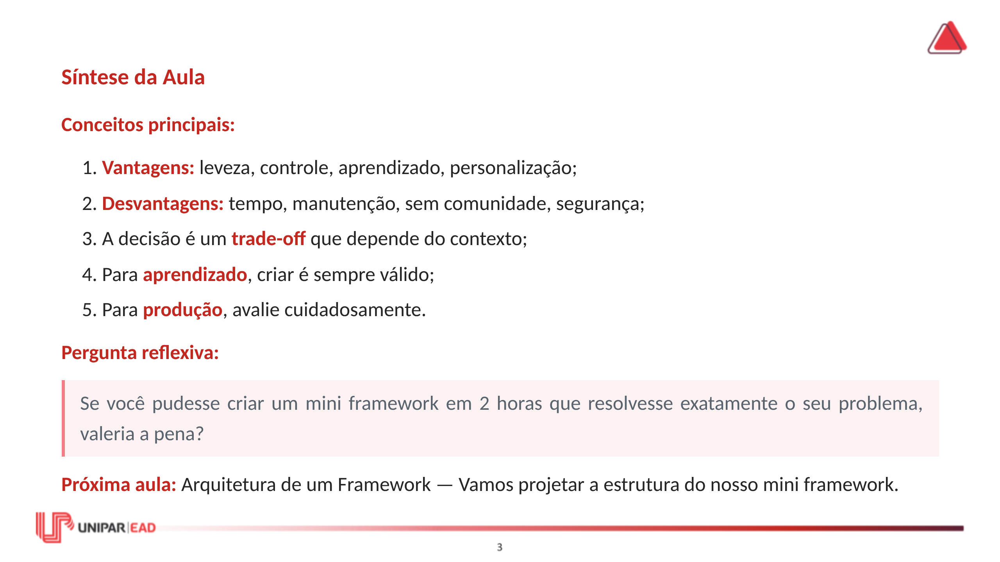 Síntese da Aula
Conceitos principais:
1. Vantagens: leveza, controle, aprendizado, personalização;
2. Desvantagens: tempo, manutenção, sem comunidade, segurança;
3. A decisão é um trade-off que depende do contexto;
4. Para aprendizado, criar é sempre válido;
5. Para produção, avalie cuidadosamente.
Pergunta reflexiva:
Se você pudesse criar um mini framework em 2 horas que resolvesse exatamente o seu problema,
valeria a pena?
Próxima aula: Arquitetura de um Framework — Vamos projetar a estrutura do nosso mini framework.
UNIPAR|EAD
3